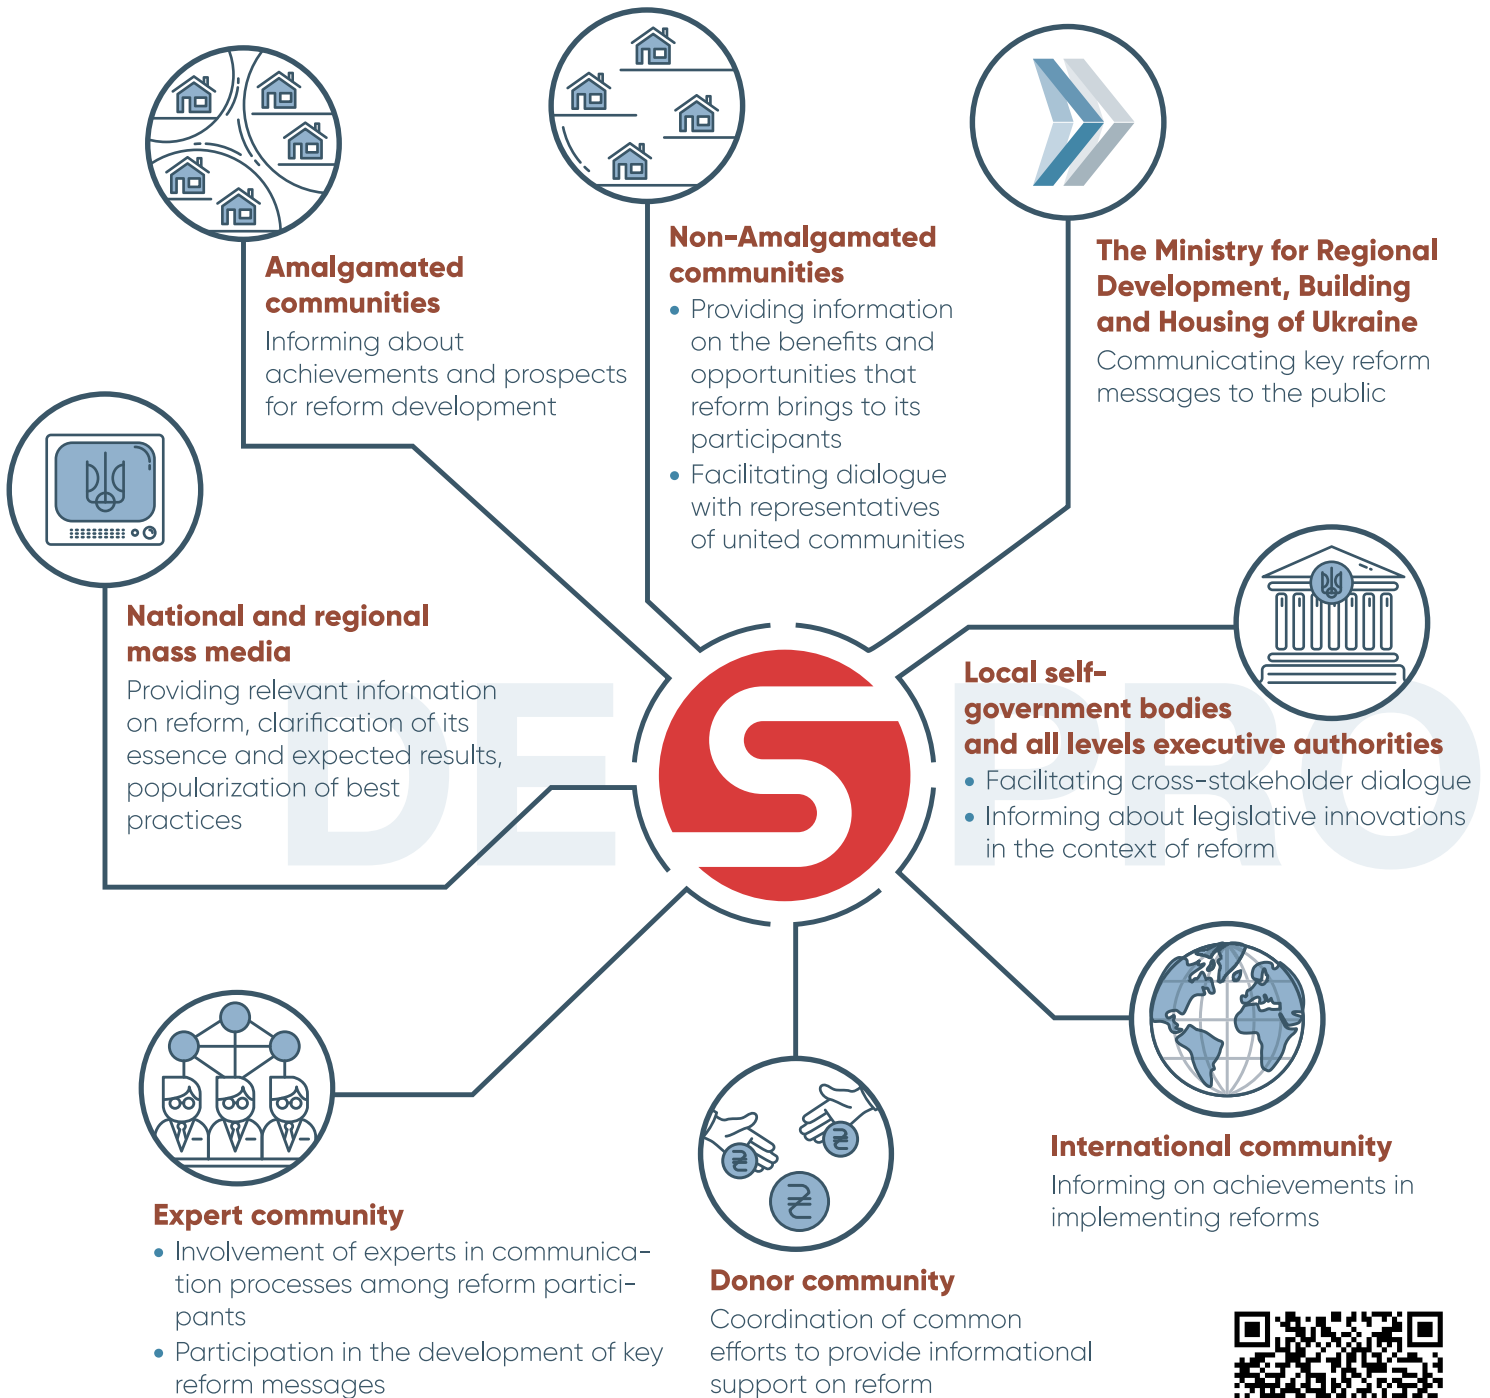 Amalgamated
communities
Informing about
achievements and prospects
for reform development
Non-Amalgamated
communities
• Providing information
on the benefits and
opportunities that
reform brings to its
participants
• Facilitating dialogue
with representatives
of united communities
The Ministry for Regional
Development, Building
and Housing of Ukraine
Communicating key reform
messages to the public
National and regional
mass media
Providing relevant information
on reform, clarification of its
essence and expected results,
popularization of best
practices
Local self-
government bodies
and all levels executive authorities
• Facilitating cross-stakeholder dialogue
• Informing about legislative innovations
in the context of reform
DE S PRO
Expert community
• Involvement of experts in communica-
tion processes among reform partici-
pants
• Participation in the development of key
reform messages
Donor community
Coordination of common
efforts to provide informational
support on reform
International community
Informing on achievements in
implementing reforms
₴
₴
₴